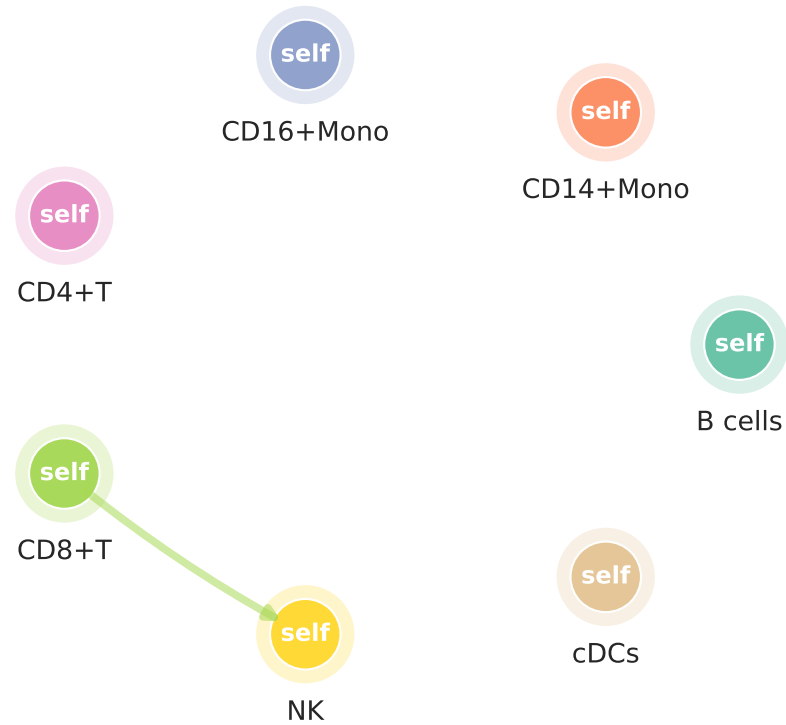 self
CD16+Mono
self
CD14+Mono
self
CD4+T
self
B cells
self
CD8+T
self
cDCs
self
NK